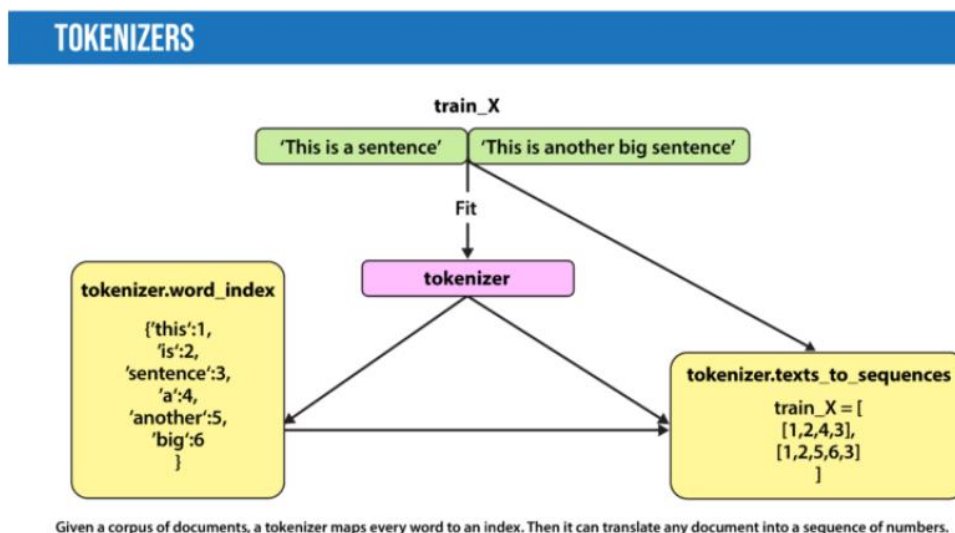 TOKENIZERS
train_X
‘This is a sentence’
‘This is another big sentence’
Fit
tokenizer
tokenizer.word_index
{‘this‘:1,
‘is‘:2,
‘sentence‘:3,
‘a‘:4,
‘another‘:5,
‘big‘:6
}
tokenizer.texts_to_sequences
train_X = [
[1,2,4,3],
[1,2,5,6,3]
]
Given a corpus of documents, a tokenizer maps every word to an index. Then it can translate any document into a sequence of numbers.